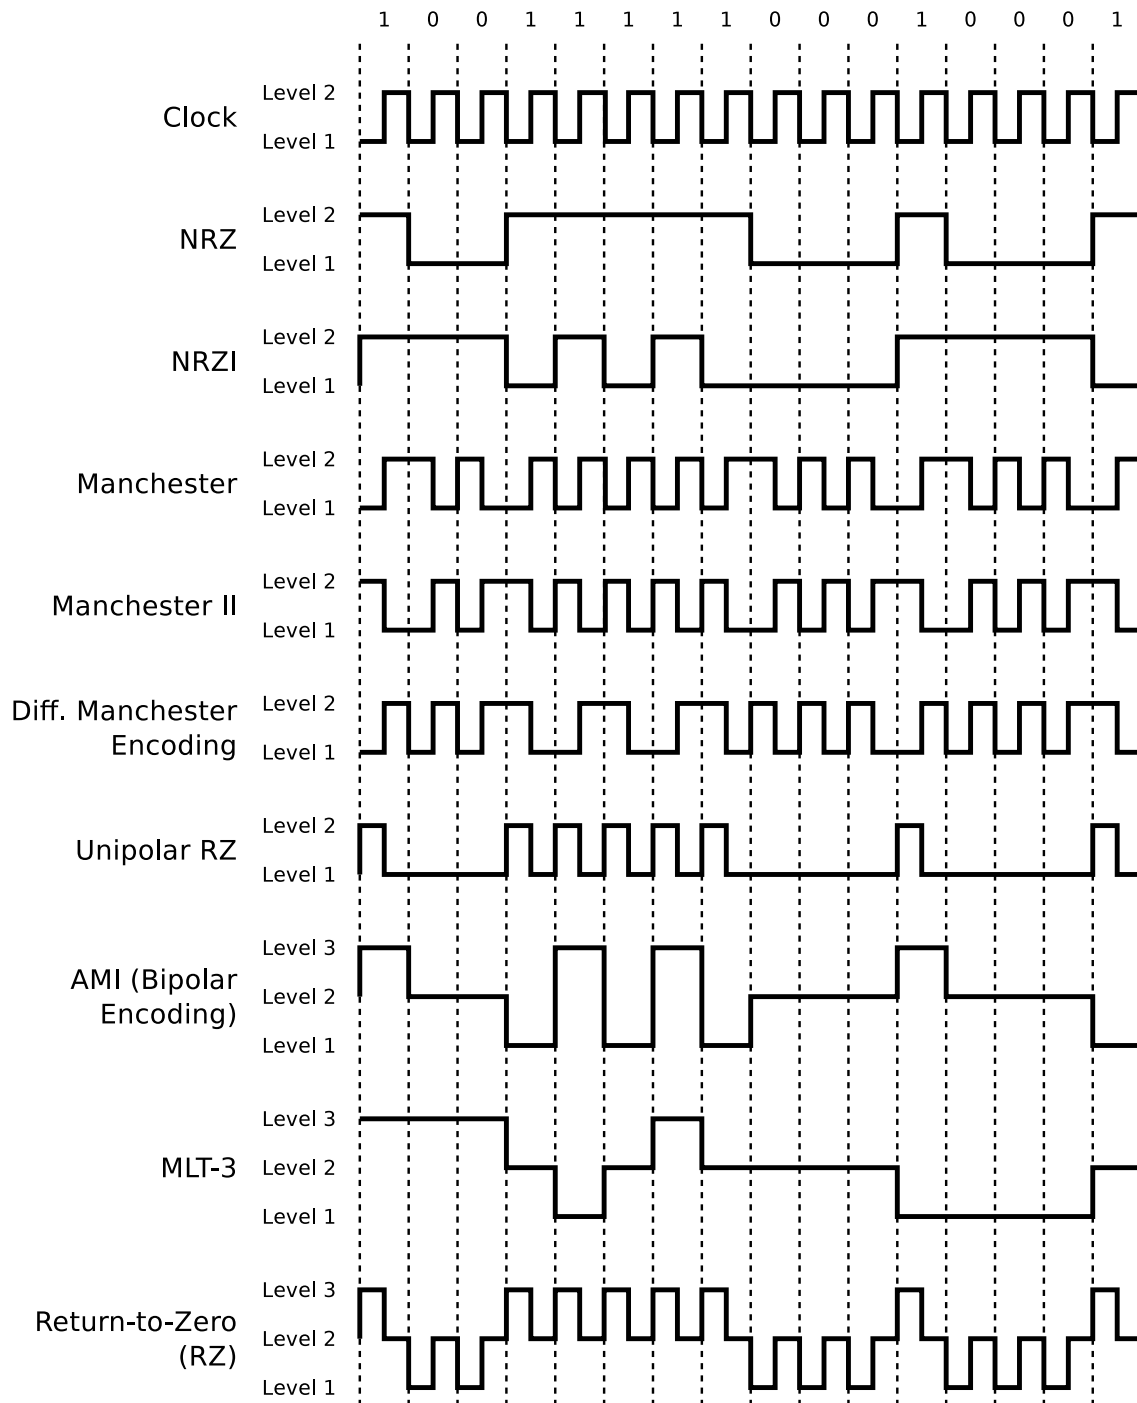 1 0 0 1 1 1 1 1 0 0 0 1 0 0 0 1
Clock
Level 2
Level 1
NRZ
Level 2
Level 1
NRZI
Level 2
Level 1
Manchester
Level 2
Level 1
Manchester II
Level 2
Level 1
Diff. Manchester
Encoding
Level 2
Level 1
Unipolar RZ
Level 2
Level 1
AMI (Bipolar
Encoding)
Level 3
Level 2
Level 1
MLT-3
Level 3
Level 2
Level 1
Return-to-Zero
(RZ)
Level 3
Level 2
Level 1